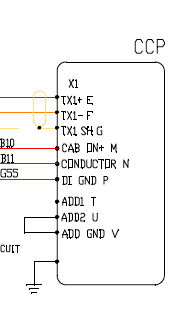 CCP
X1
TX1+ E
TX1- F
TX1 SH G
B10
CAB ON+ M
B11
CONDUCTOR N
G55
DI GND P
ADD1 T
ADD2 U
ADD GND V
CUIT